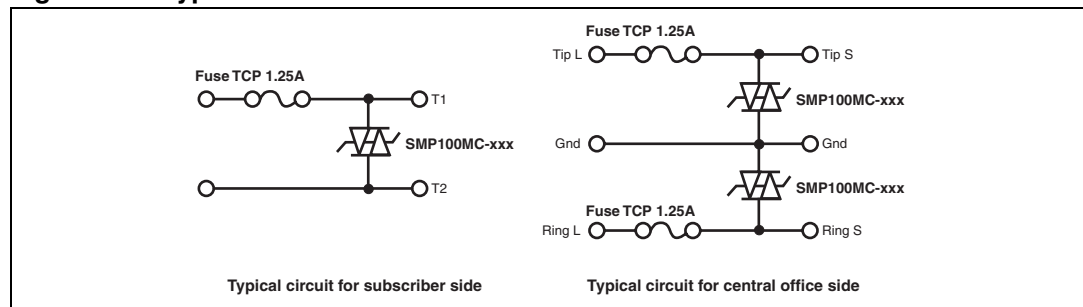 Fuse TCP 1.25A
T1
SMP100MC-xxx
T2
Typical circuit for subscriber side
Fuse TCP 1.25A
Tip L
Tip S
SMP100MC-xxx
Gnd
Gnd
SMP100MC-xxx
Fuse TCP 1.25A
Ring L
Ring S
Typical circuit for central office side